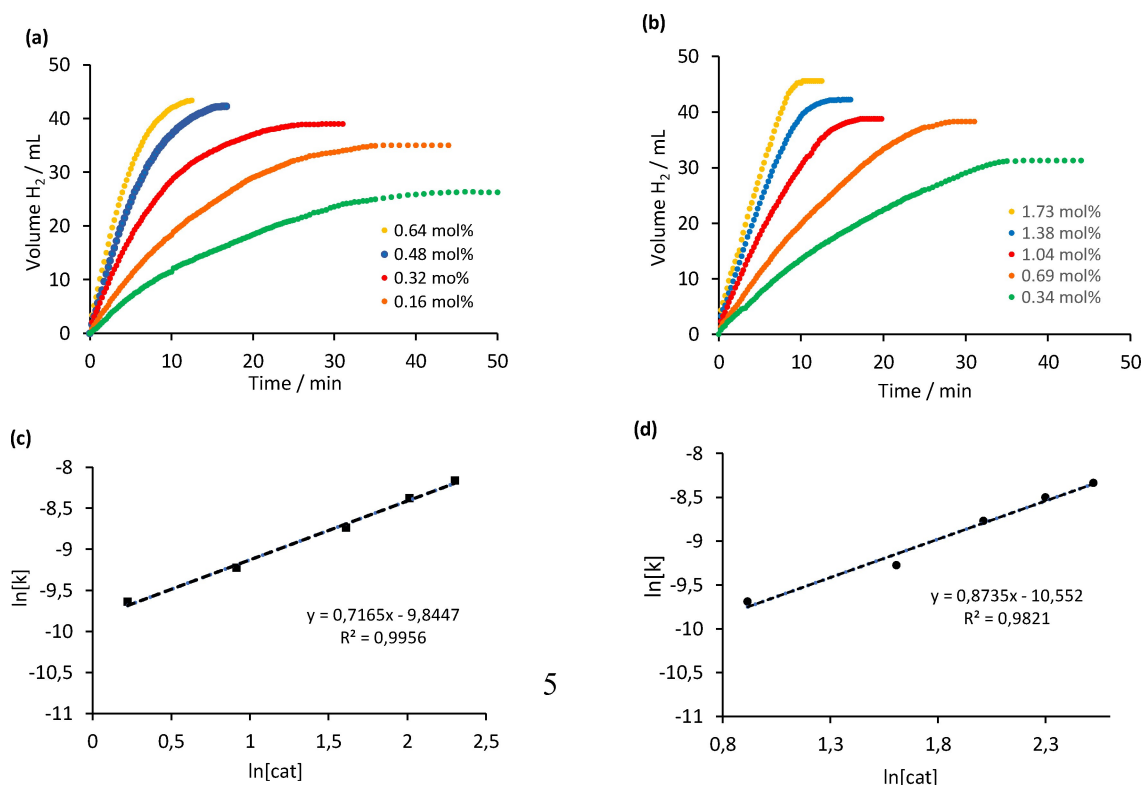 (a)
Volume H2 / mL
50
40
30
20
10
0
0 10 20 30 40 50
Time / min
0.64 mol%
0.48 mol%
0.32 mo%
0.16 mol%
(b)
Volume H2 / mL
50
40
30
20
10
0
0 10 20 30 40 50
Time / min
1.73 mol%
1.38 mol%
1.04 mol%
0.69 mol%
0.34 mol%
(c)
ln[k]
-8
-8,5
-9
-9,5
-10
-10,5
-11
0 0,5 1 1,5 2 2,5
ln[cat]
y = 0,7165x - 9,8447
R² = 0,9956
5
(d)
ln[k]
-8
-8,5
-9
-9,5
-10
-10,5
-11
0,8 1,3 1,8 2,3
ln[cat]
y = 0,8735x - 10,552
R² = 0,9821